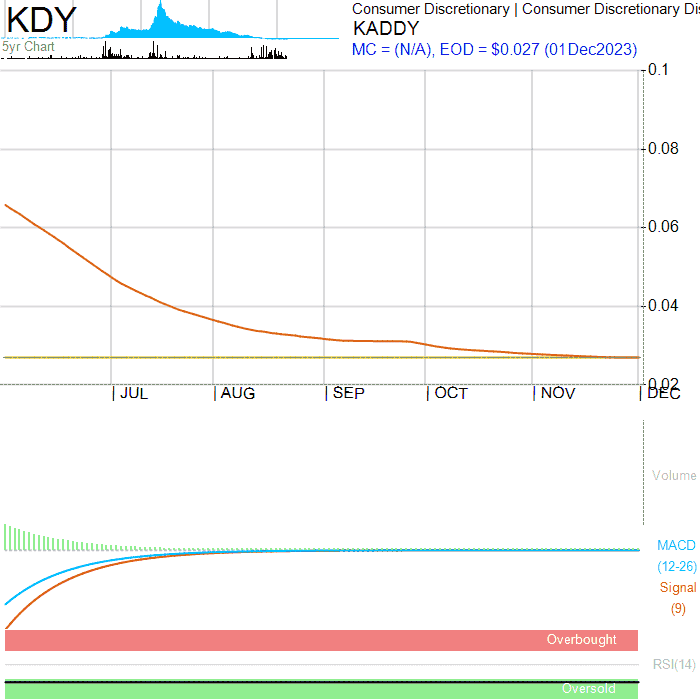 KDY
5yr Chart
Consumer Discretionary | Consumer Discretionary Dis
KADDY
MC = (N/A), EOD = $0.027 (01Dec2023)
0.1
0.08
0.06
0.04
0.02
JUL
AUG
SEP
OCT
NOV
DEC
Volume
MACD
(12-26)
Signal
(9)
Overbought
RSI(14)
Oversold